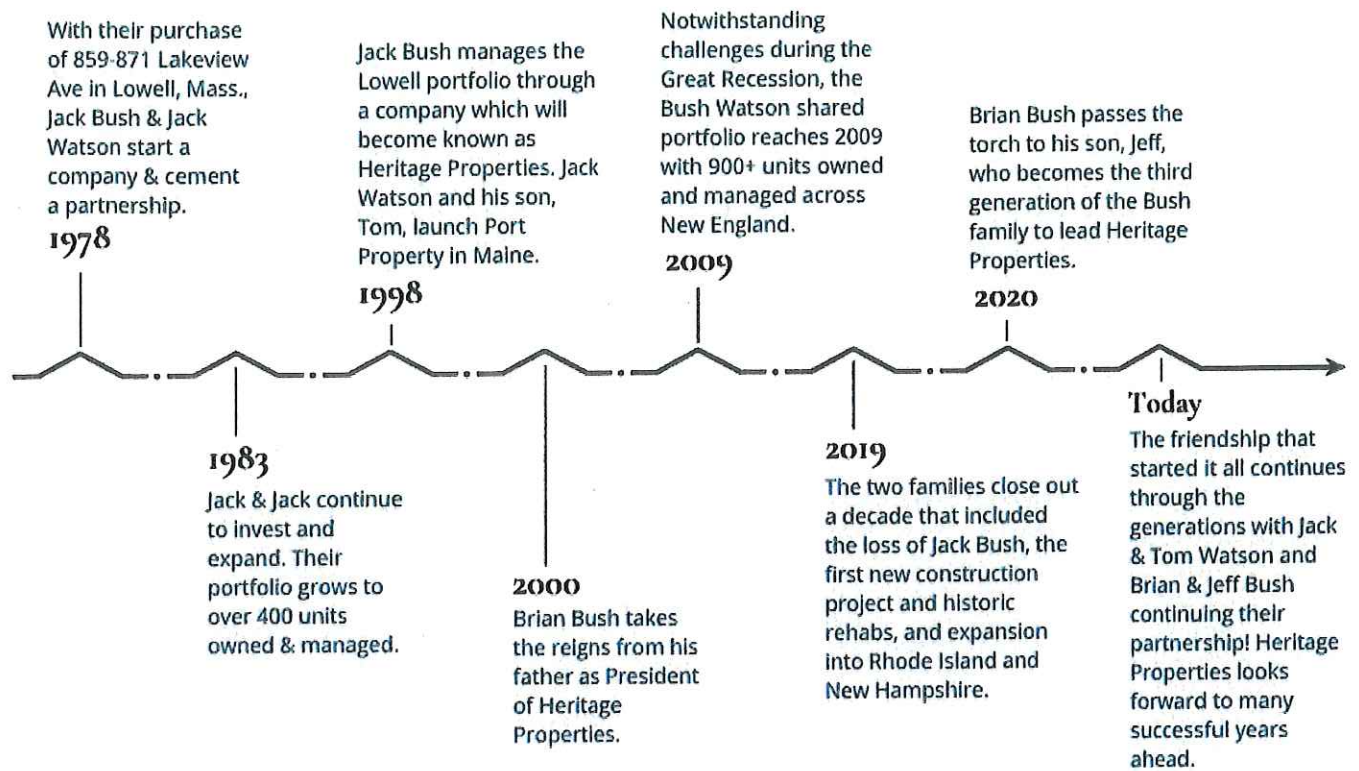 With their purchase
of 859-871 Lakeview
Ave in Lowell, Mass.,
Jack Bush & Jack
Watson start a
company & cement
a partnership.
1978
1983
Jack & Jack continue
to invest and
expand. Their
portfolio grows to
over 400 units
owned & managed.
Jack Bush manages the
Lowell portfolio through
a company which will
become known as
Heritage Properties. Jack
Watson and his son,
Tom, launch Port
Property in Maine.
1998
2000
Brian Bush takes
the reigns from his
father as President
of Heritage
Properties.
Notwithstanding
challenges during the
Great Recession, the
Bush Watson shared
portfolio reaches 2009
with 900+ units owned
and managed across
New England.
2009
2019
The two families close out
a decade that included
the loss of Jack Bush, the
first new construction
project and historic
rehabs, and expansion
into Rhode Island and
New Hampshire.
Brian Bush passes the
torch to his son, Jeff,
who becomes the third
generation of the Bush
family to lead Heritage
Properties.
2020
Today
The friendship that
started it all continues
through the
generations with Jack
& Tom Watson and
Brian & Jeff Bush
continuing their
partnership! Heritage
Properties looks
forward to many
successful years
ahead.